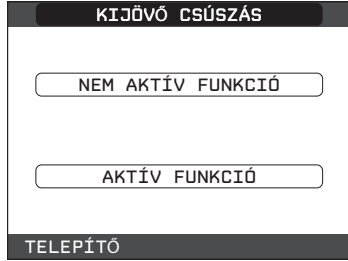 KIJÖVŐ CSÚSZÁS
NEM AKTÍV FUNKCIÓ
AKTÍV FUNKCIÓ
TELEPÍTŐ